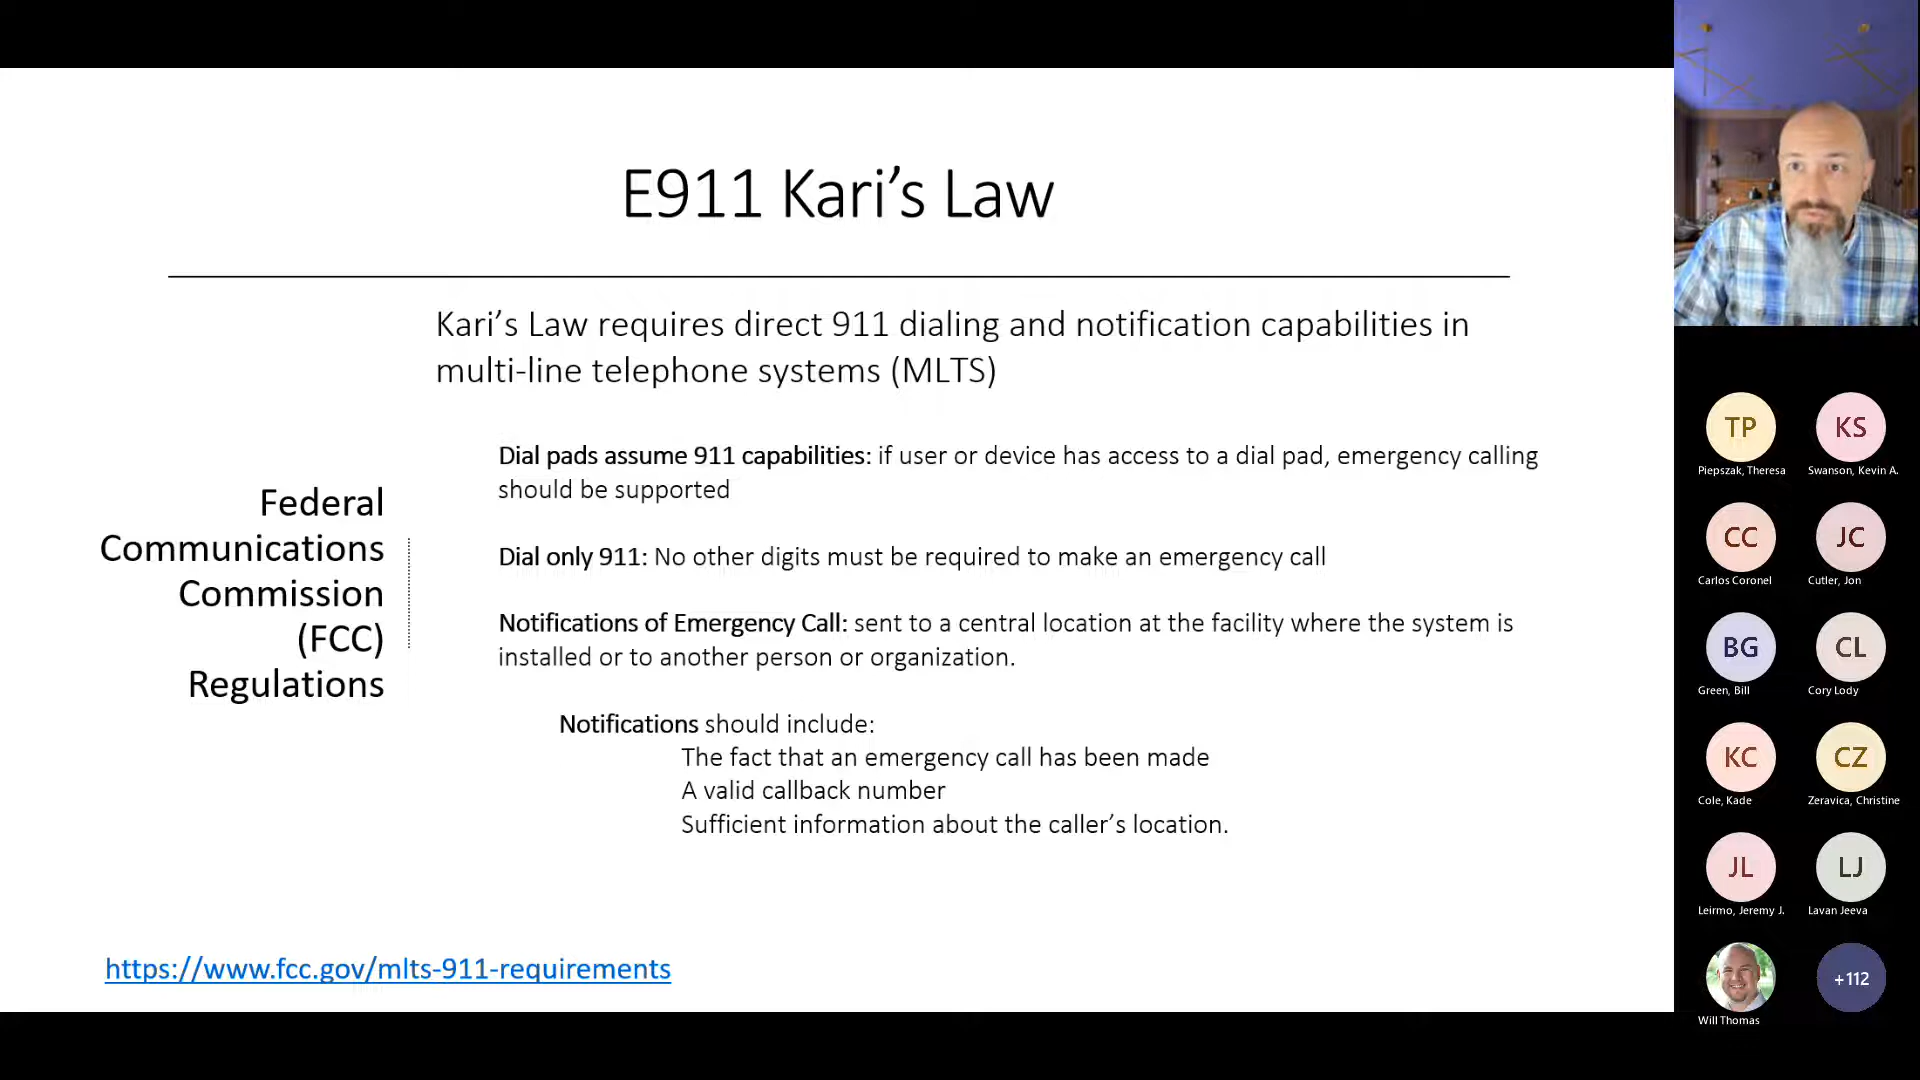 E911 Kari’s Law
Kari’s Law requires direct 911 dialing and notification capabilities in
multi-line telephone systems (MLTS)
Federal
Communications
Commission
(FCC)
Regulations
Dial pads assume 911 capabilities: if user or device has access to a dial pad, emergency calling
should be supported
Dial only 911: No other digits must be required to make an emergency call
Notifications of Emergency Call: sent to a central location at the facility where the system is
installed or to another person or organization.
Notifications should include:
The fact that an emergency call has been made
A valid callback number
Sufficient information about the caller’s location.
https://www.fcc.gov/mlts-911-requirements
TP
KS
Piepszak, Theresa
Swanson, Kevin A.
CC
JC
Carlos Coronel
Cutler, Jon
BG
CL
Green, Bill
Cory Lody
KC
CZ
Cole, Kade
Zeravica, Christine
JL
LJ
Leirmo, Jeremy J.
Lavan Jeeva
+112
Will Thomas